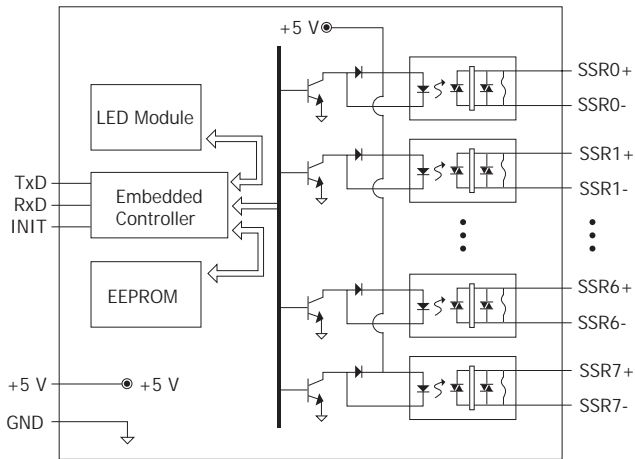 +5 V
LED Module
TxD
RxD
INIT
Embedded
Controller
EEPROM
+5 V
+5 V
GND
SSR0+
SSR0-
SSR1+
SSR1-
SSR6+
SSR6-
SSR7+
SSR7-